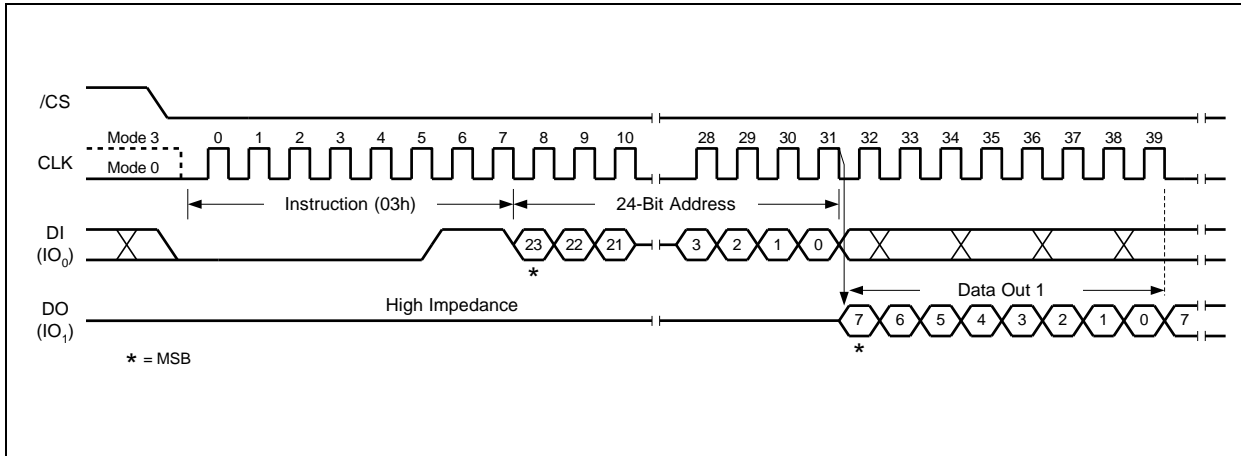 /CS
Mode 3 0 1 2 3 4 5 6 7 8 9 10 28 29 30 31 32 33 34 35 36 37 38 39
CLK
Mode 0
Instruction (03h) 24-Bit Address
DI
(IO0)
23 22 21 3 2 1 0
*
Data Out 1
High Impedance
DO
(IO1)
7 6 5 4 3 2 1 0 7
*
* = MSB